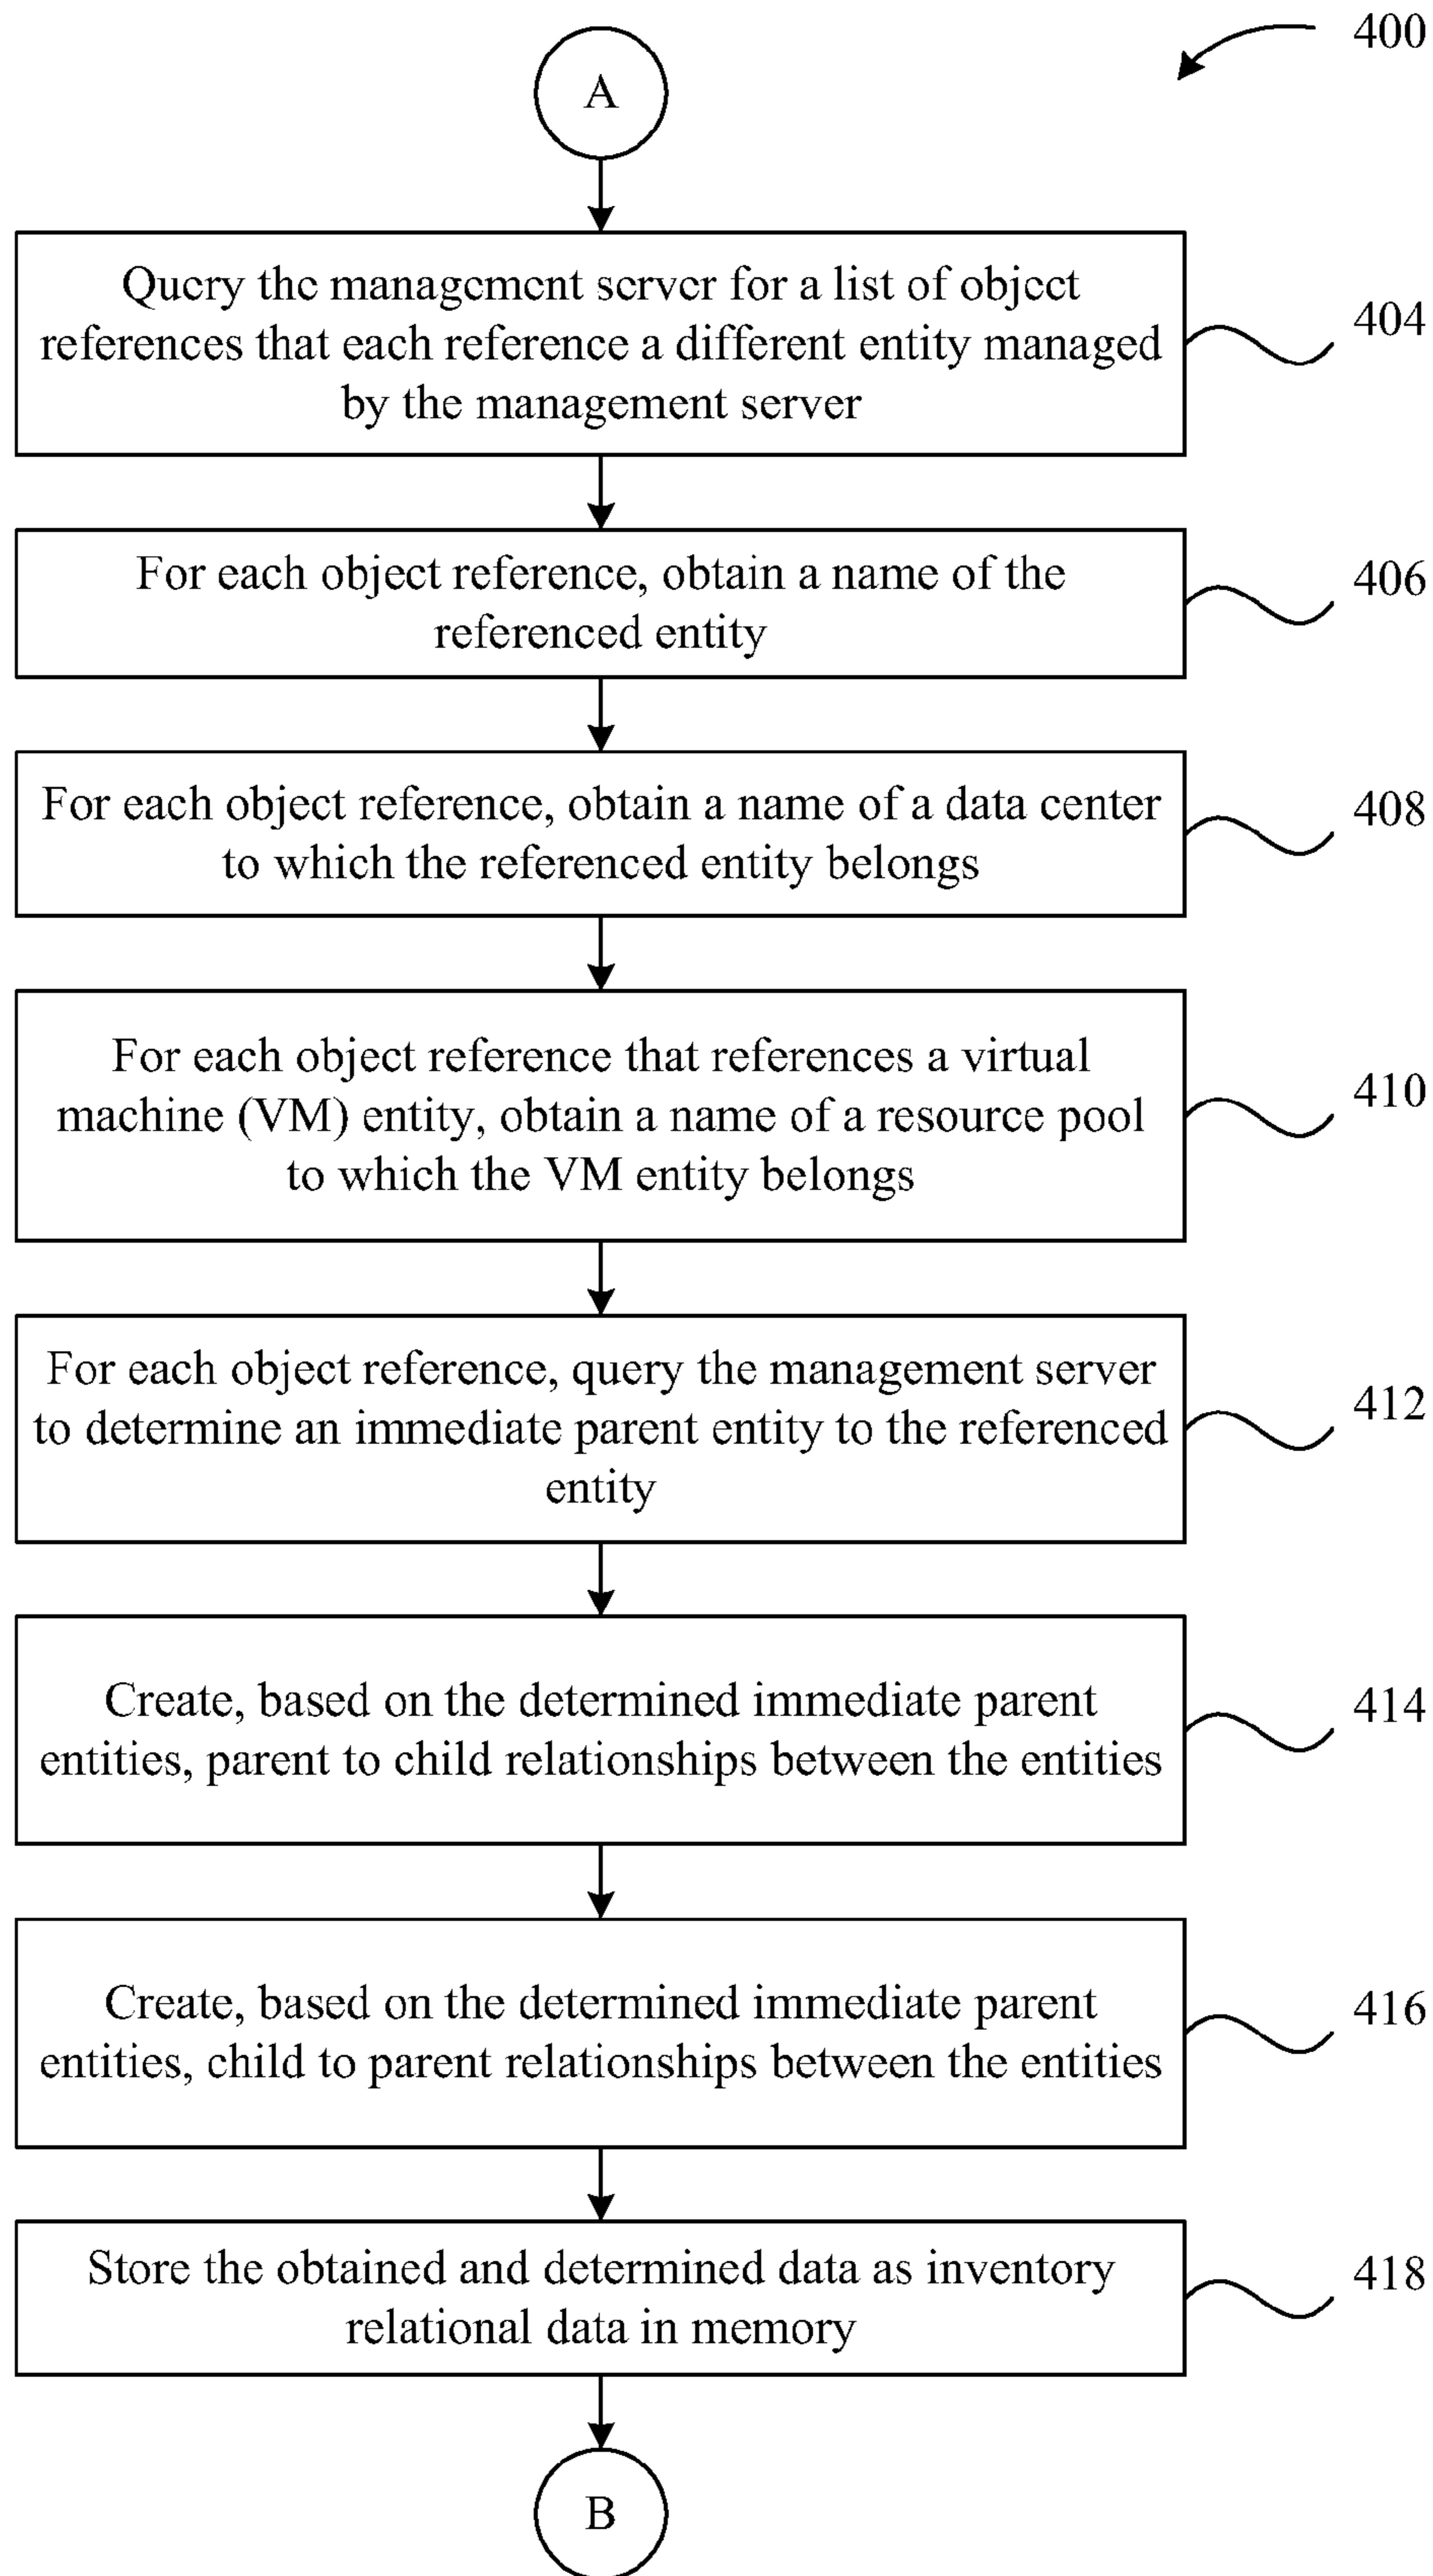 400
A
Query the management server for a list of object
references that each reference a different entity managed
by the management server
404
For each object reference, obtain a name of the
referenced entity
406
For each object reference, obtain a name of a data center
to which the referenced entity belongs
408
For each object reference that references a virtual
machine (VM) entity, obtain a name of a resource pool
to which the VM entity belongs
410
For each object reference, query the management server
to determine an immediate parent entity to the referenced
entity
412
Create, based on the determined immediate parent
entities, parent to child relationships between the entities
414
Create, based on the determined immediate parent
entities, child to parent relationships between the entities
416
Store the obtained and determined data as inventory
relational data in memory
418
B